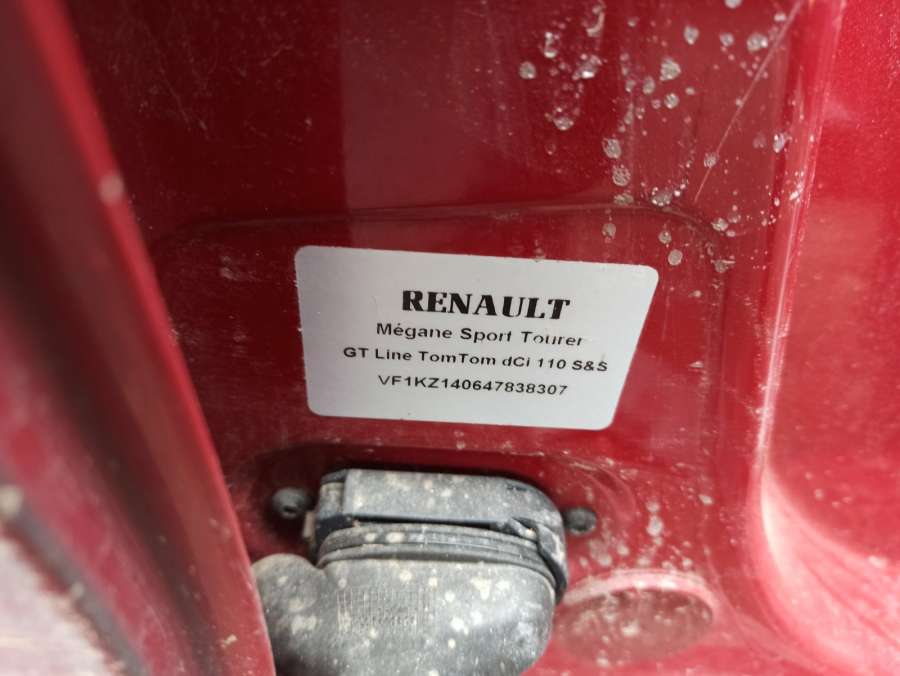 RENAULT
Mégane Sport Tourer
GT Line TomTom dCi 110 S&S
VF1KZ140647838307